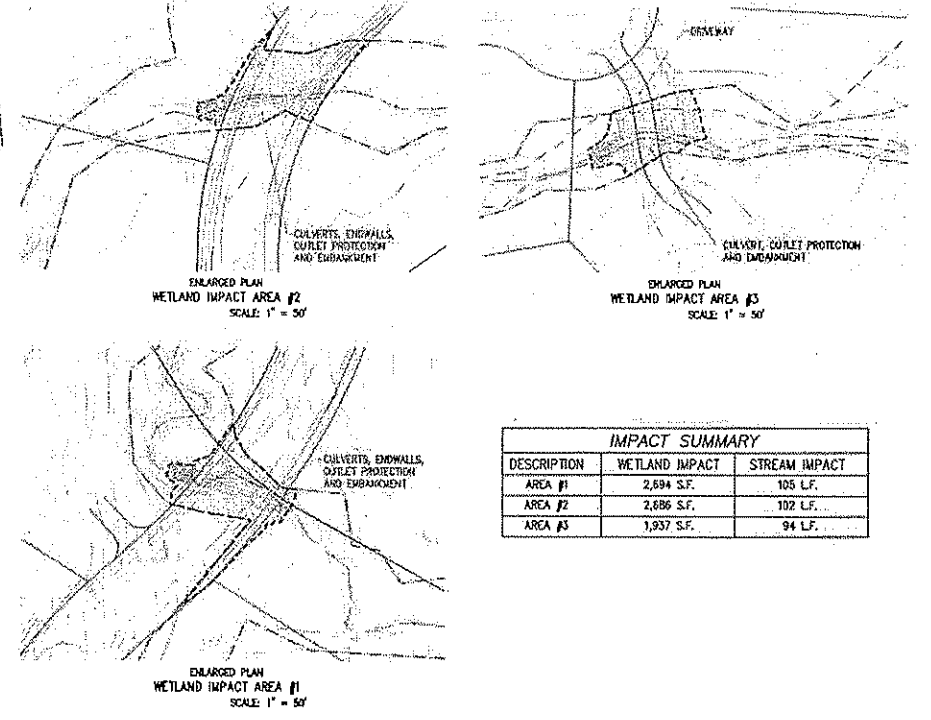 DRIVEWAY
CULVERTS, ENDWALLS,
OUTLET PROTECTION
AND EMBANKMENT
ENLARGED PLAN
WETLAND IMPACT AREA #2
SCALE: 1" = 50'
CULVERT, OUTLET PROTECTION
AND EMBANKMENT
ENLARGED PLAN
WETLAND IMPACT AREA #3
SCALE: 1" = 50'
CULVERTS, ENDWALLS,
OUTLET PROTECTION
AND EMBANKMENT
ENLARGED PLAN
WETLAND IMPACT AREA #1
SCALE: 1" = 50'
IMPACT SUMMARY
DESCRIPTION WETLAND IMPACT STREAM IMPACT
AREA #1 2,694 S.F. 105 L.F.
AREA #2 2,686 S.F. 102 L.F.
AREA #3 1,937 S.F. 94 L.F.